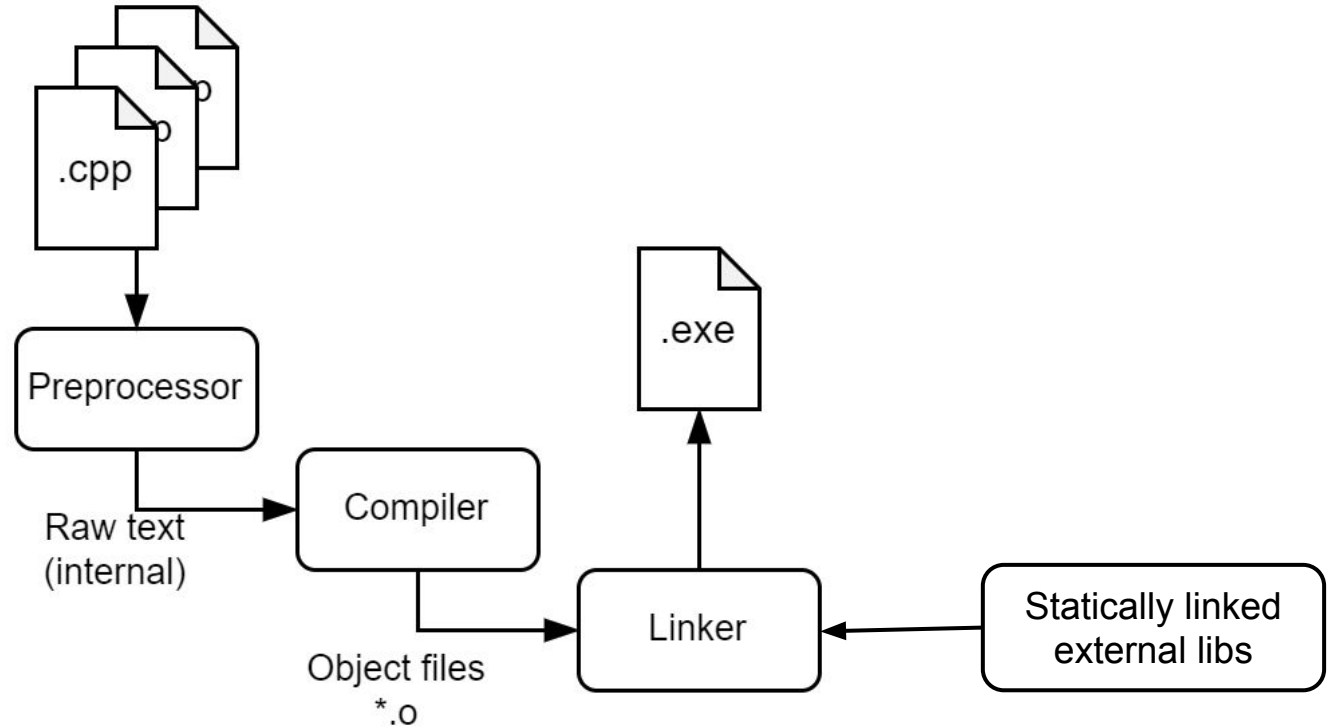 .cpp
p
p
Preprocessor
Raw text
(internal)
Compiler
Object files
*.o
.exe
Linker
Statically linked
external libs